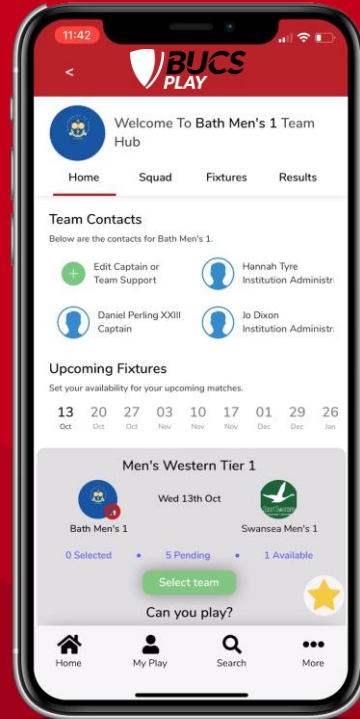 11:42
BUCS
PLAY
<
Welcome To Bath Men's 1 Team
Hub
Home Squad Fixtures Results
Team Contacts
Below are the contacts for Bath Men's 1.
+ Edit Captain or
Team Support
Hannah Tyre
Institution Administr
Daniel Perling XXIII
Captain
Jo Dixon
Institution Administr
Upcoming Fixtures
Set your availability for your upcoming matches.
13 20 27 03 10 17 01 29 26
Oct Oct Oct Nov Nov Nov Dec Dec Jan
Men's Western Tier 1
Wed 13th Oct
Bath Men's 1 Swansea Men's 1
0 Selected • 5 Pending • 1 Available
Select team
Can you play?
Home My Play Search More